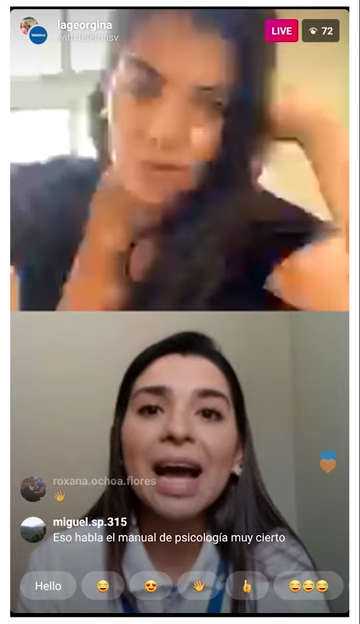 lageorgina
LIVE
72
roxana.ochoa.flores
👋
miguel.sp.315
Eso habla el manual de psicología muy cierto
Hello